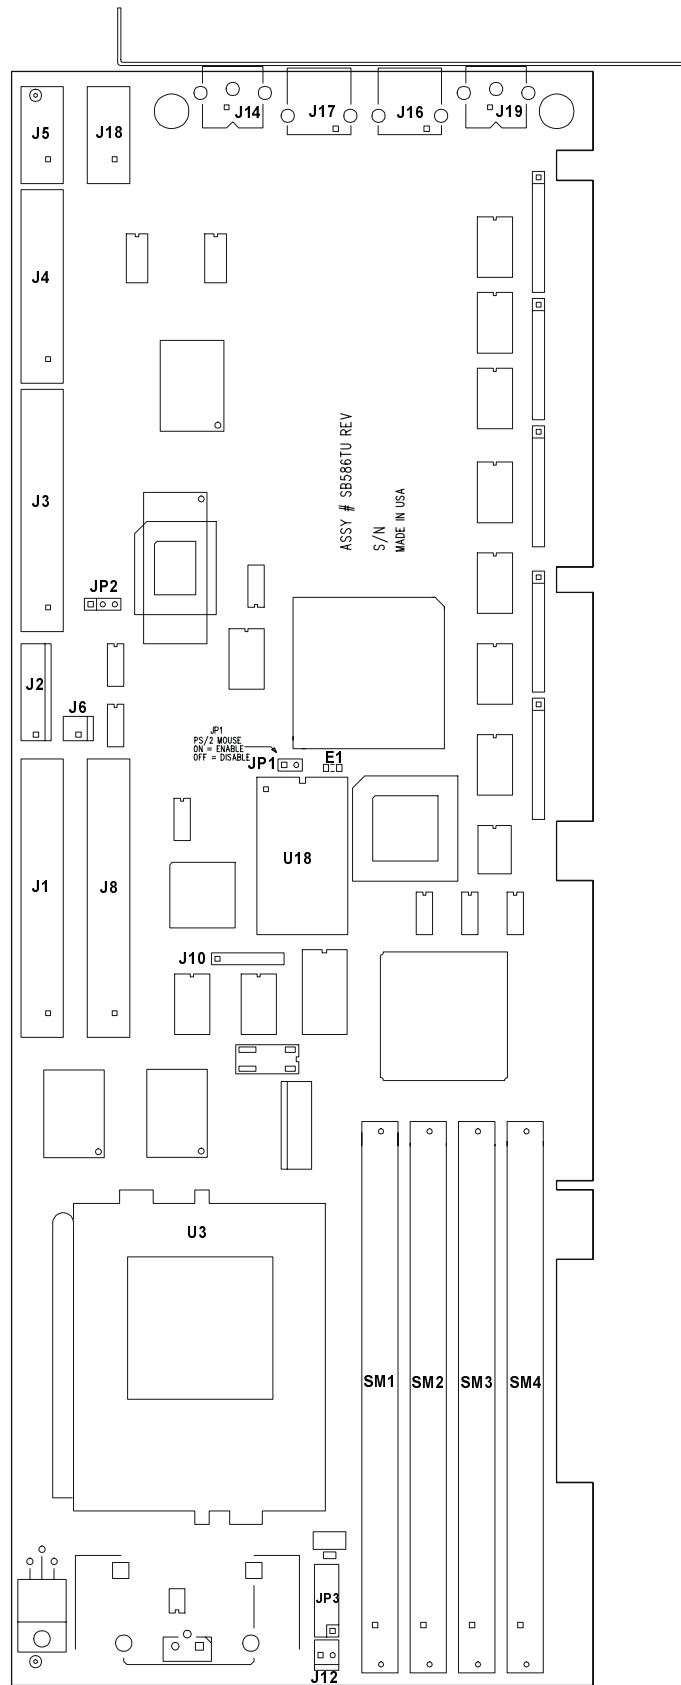 J5
J18
J14
J17
J16
J19
J4
J3
ASSY # SB586TU REV
S/N
MADE IN USA
JP2
J2
J6
JP1
PS/2 MOUSE
ON = ENABLE
OFF = DISABLE
JP1
E1
J1
J8
U18
J10
U3
SM1
SM2
SM3
SM4
JP3
J12